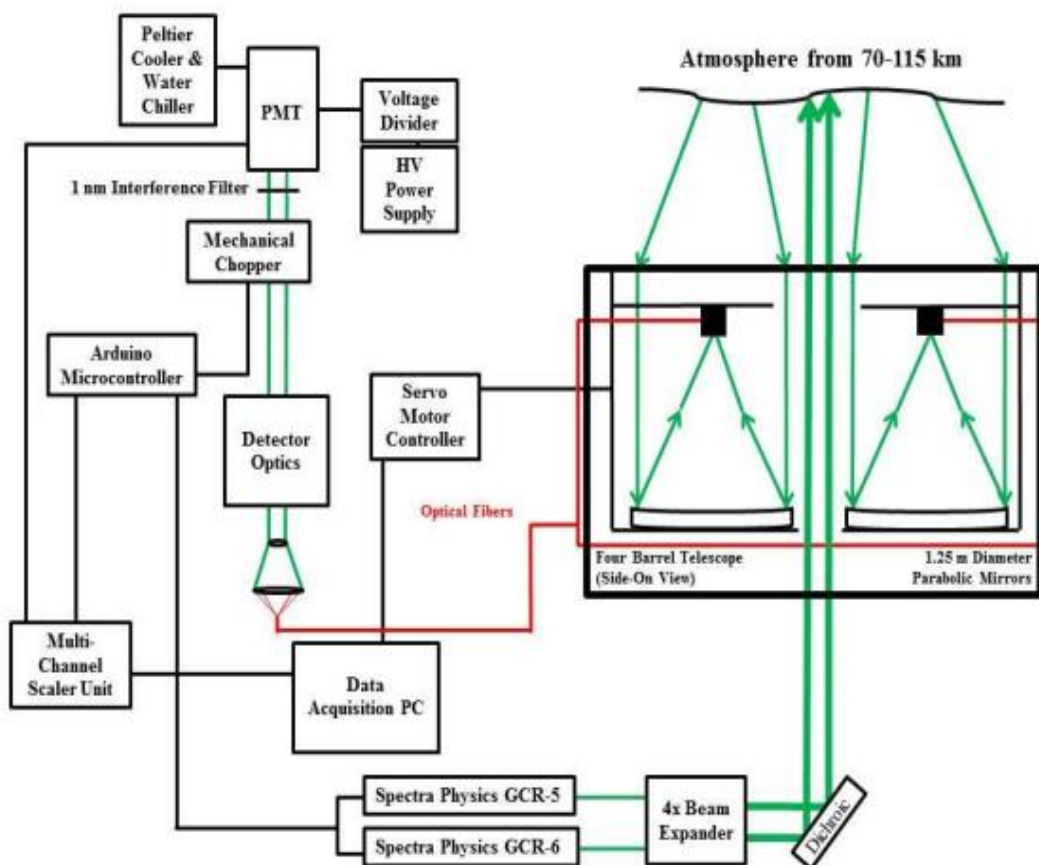 Peltier
Cooler &
Water
Chiller
PMT
Voltage
Divider
HV
Power
Supply
1 nm Interference Filter
Mechanical
Chopper
Arduino
Microcontroller
Detector
Optics
Servo
Motor
Controller
Optical Fibers
Multi-
Channel
Scaler Unit
Data
Acquisition PC
Atmosphere from 70-115 km
Four Barrel Telescope
(Side-On View)
1.25 m Diameter
Parabolic Mirrors
Spectra Physics GCR-5
Spectra Physics GCR-6
4x Beam
Expander
Dichroic